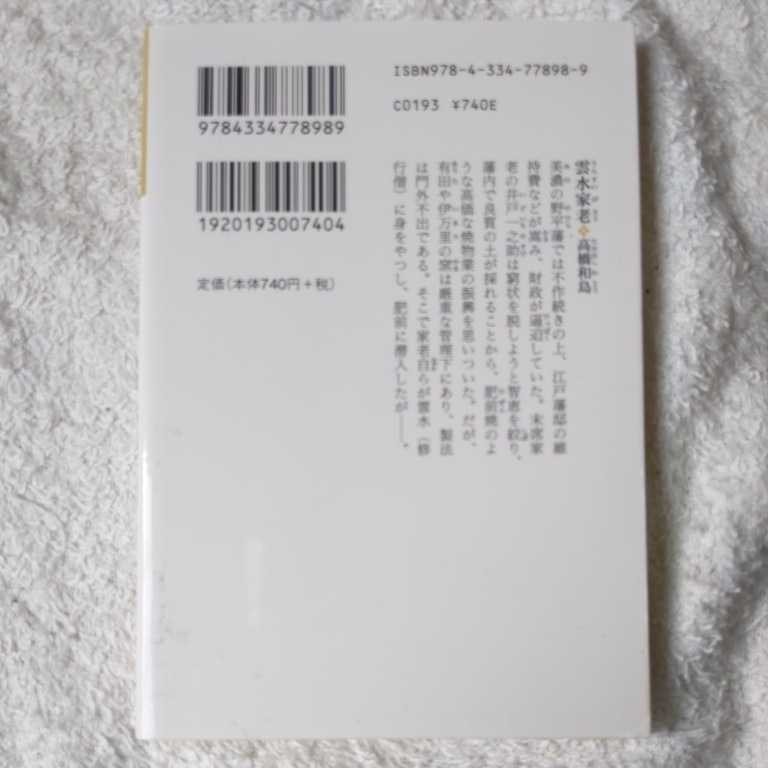 ISBN978-4-334-77898-9
C0193 ¥740E
9784334778989
1920193007404
定価(本体740円+税)
雲水家老✦高橋和島
美濃の野平藩では不作続きの上、江戸藩邸の維
持費などが嵩み、財政が逼迫していた。末席家
老の井戸一之助は窮状を脱しようと智恵を絞り、
藩内で良質の土が採れることから、肥前焼のよ
うな高価な焼物業の振興を思いついた。だが、
有田や伊万里の窯は厳重な管理下にあり、製法
は門外不出である。そこで家老自らが雲水（修
行僧）に身をやつし、肥前に潜入したが――。